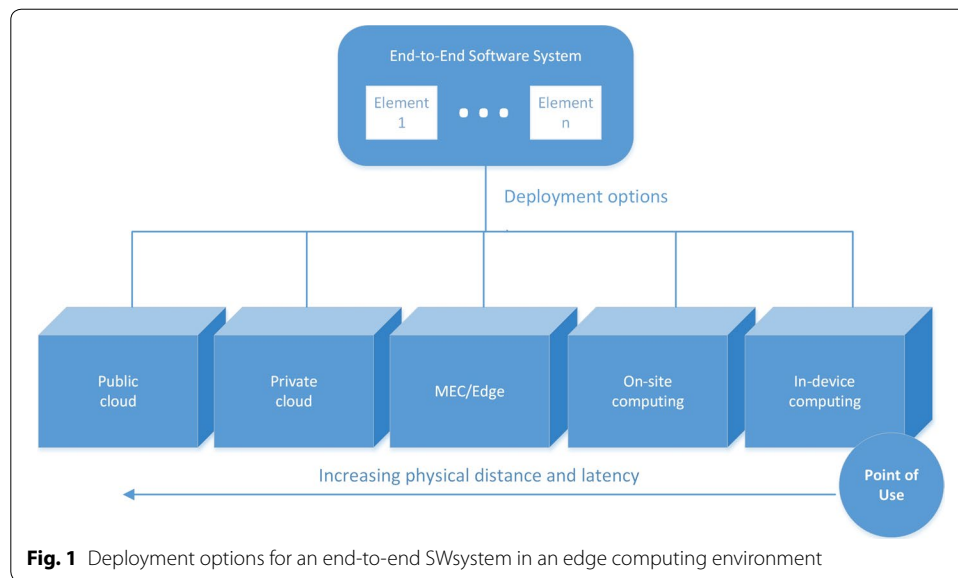 End-to-End Software System
Element
1
Element
n
Deployment options
Public
cloud
Private
cloud
MEC/Edge
On-site
computing
In-device
computing
Increasing physical distance and latency
Point of
Use
Fig. 1 Deployment options for an end-to-end SWsystem in an edge computing environment